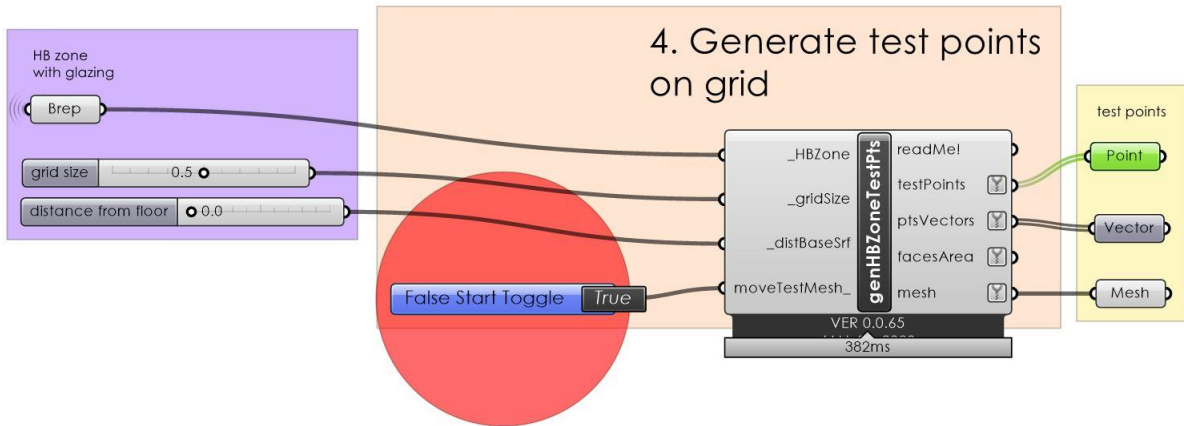 HB zone
with glazing
Brep
grid size 0.5
distance from floor 0.0
4. Generate test points
on grid
False Start Toggle True
_HBZone
_gridSize
_distBaseSrf
moveTestMesh_
genHBZoneTestPts
readMe!
testPoints
ptsVectors
facesArea
mesh
VER 0.0.65
382ms
test points
Point
Vector
Mesh